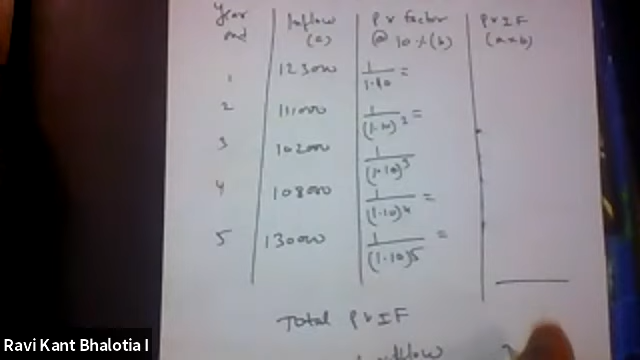 Year end | Inflow (a) | P v factor @ 10 % (b) | P v I F (a x b)
1 | 123000 | 1/1.10 =
2 | 111000 | 1/(1.10)2 =
3 | 102000 | 1/(1.10)3
4 | 108000 | 1/(1.10)4 =
5 | 130000 | 1/(1.10)5 =
Total P v I F
Ravi Kant Bhalotia I